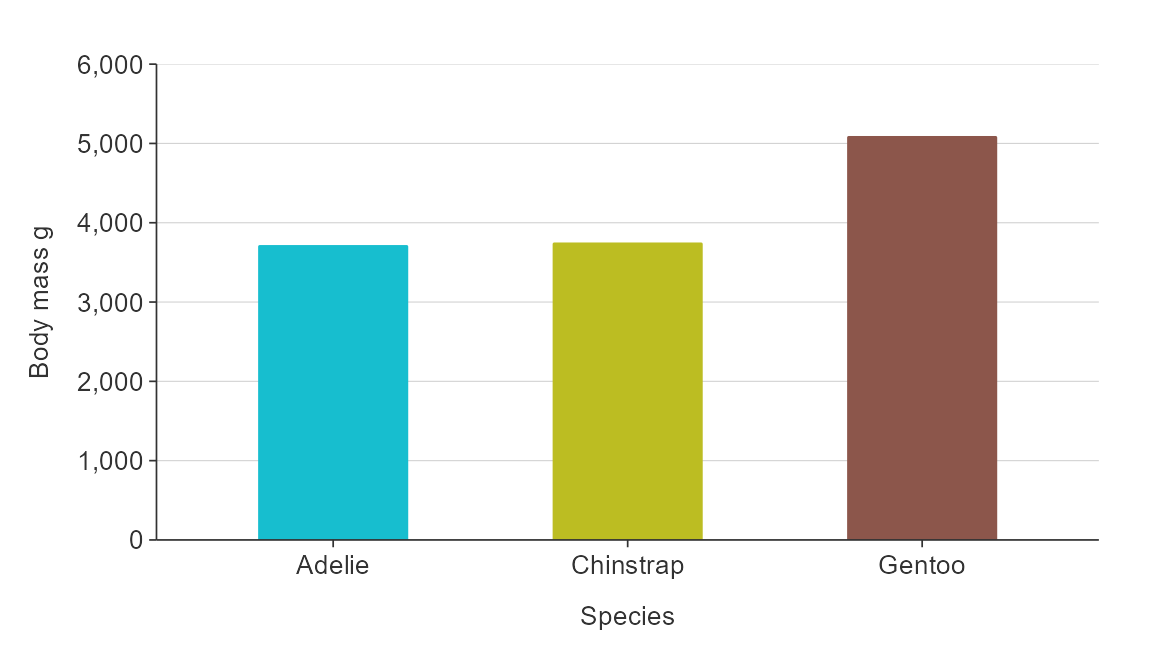 6,000
5,000
4,000
3,000
2,000
1,000
0
Body mass g
Adelie
Chinstrap
Gentoo
Species